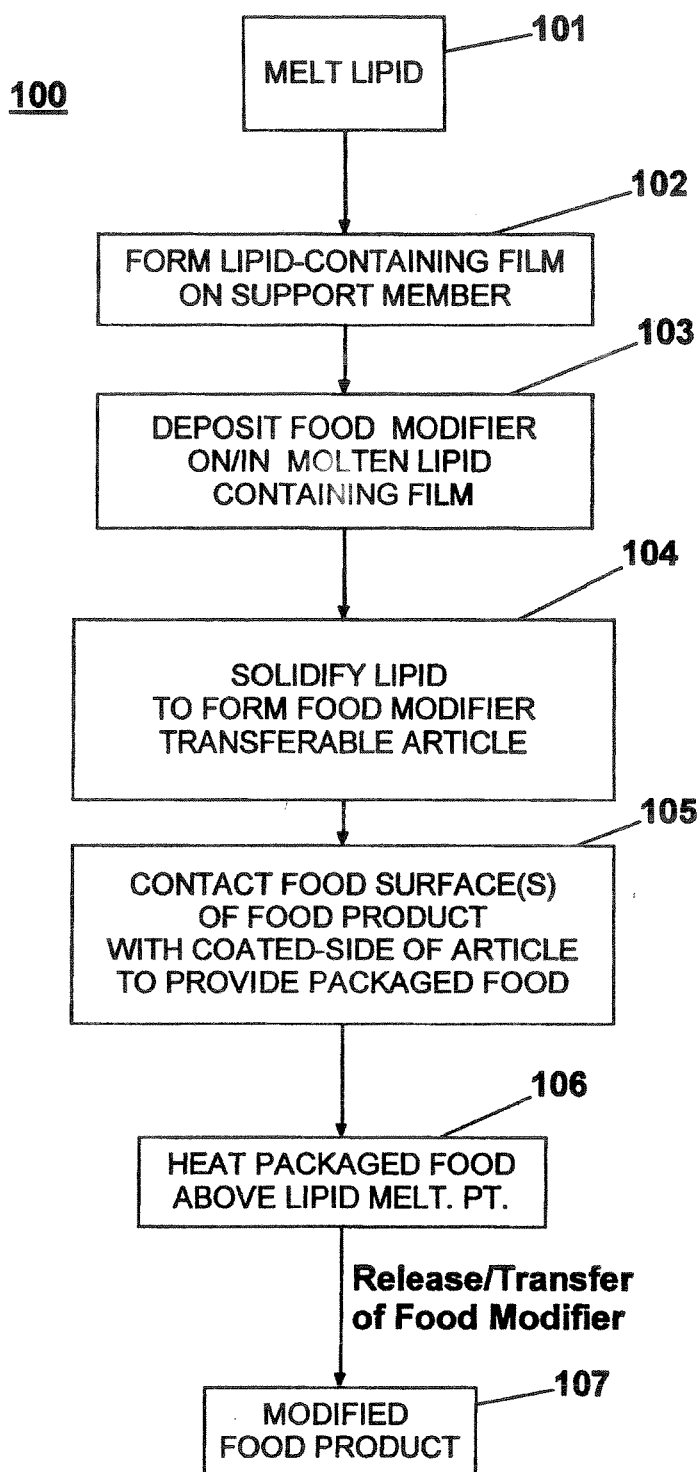 101
MELT LIPID
100
102
FORM LIPID-CONTAINING FILM
ON SUPPORT MEMBER
103
DEPOSIT FOOD MODIFIER
ON/IN MOLTEN LIPID
CONTAINING FILM
104
SOLIDIFY LIPID
TO FORM FOOD MODIFIER
TRANSFERABLE ARTICLE
105
CONTACT FOOD SURFACE(S)
OF FOOD PRODUCT
WITH COATED-SIDE OF ARTICLE
TO PROVIDE PACKAGED FOOD
106
HEAT PACKAGED FOOD
ABOVE LIPID MELT. PT.
Release/Transfer
of Food Modifier
107
MODIFIED
FOOD PRODUCT